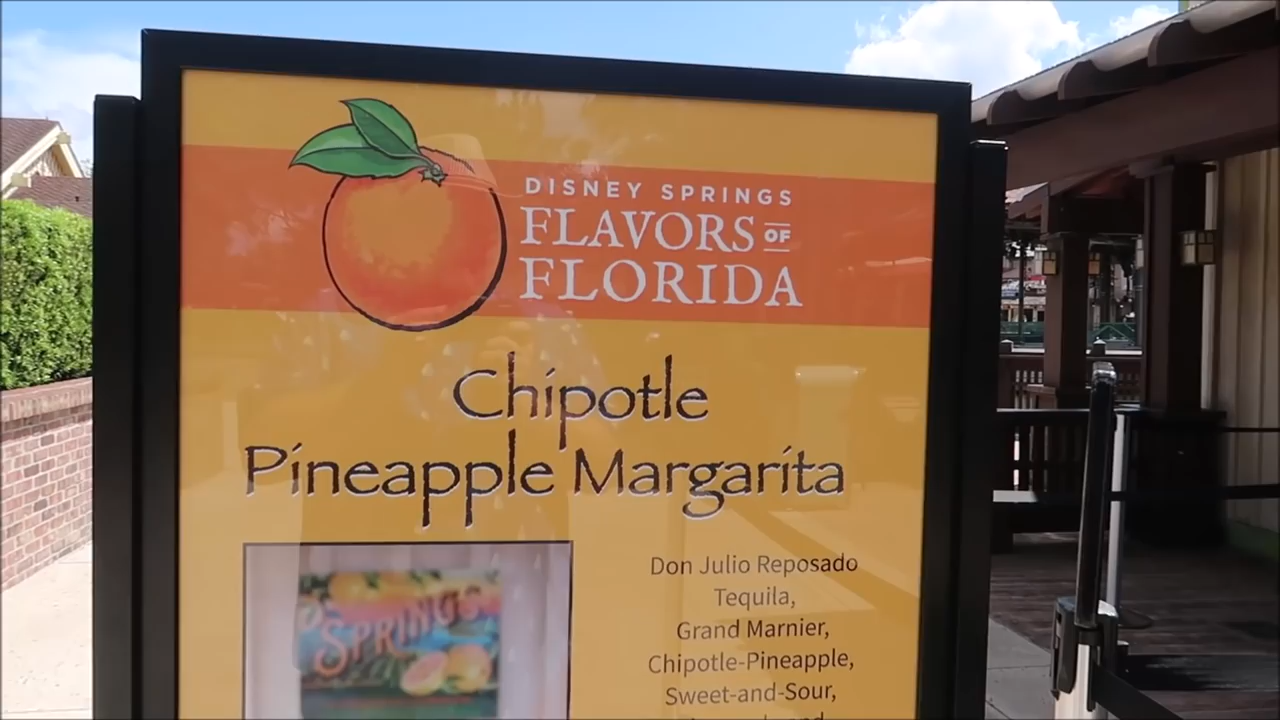 DISNEY SPRINGS
FLAVORS OF
FLORIDA
Chipotle
Pineapple Margarita
SPRINGS
Don Julio Reposado
Tequila,
Grand Marnier,
Chipotle-Pineapple,
Sweet-and-Sour,